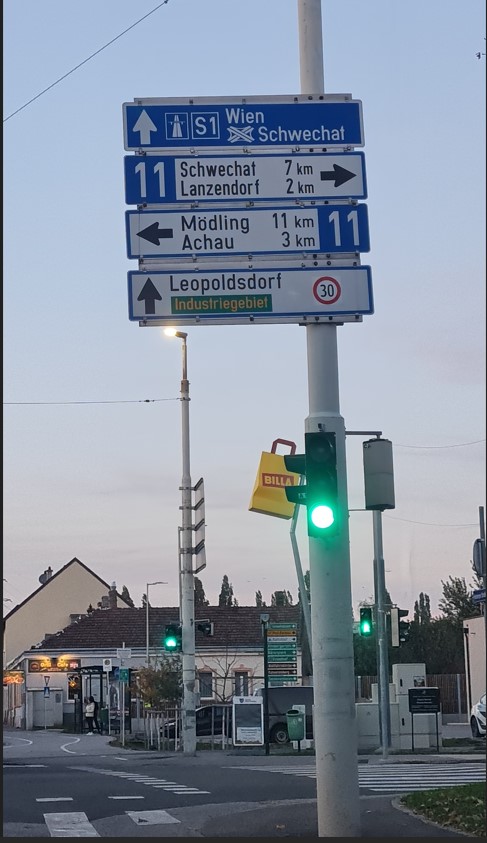 S1 Wien
Schwechat
11 Schwechat 7 km
Lanzendorf 2 km
Mödling 11 km 11
Achau 3 km
Leopoldsdorf
Industriegebiet 30
BILLA